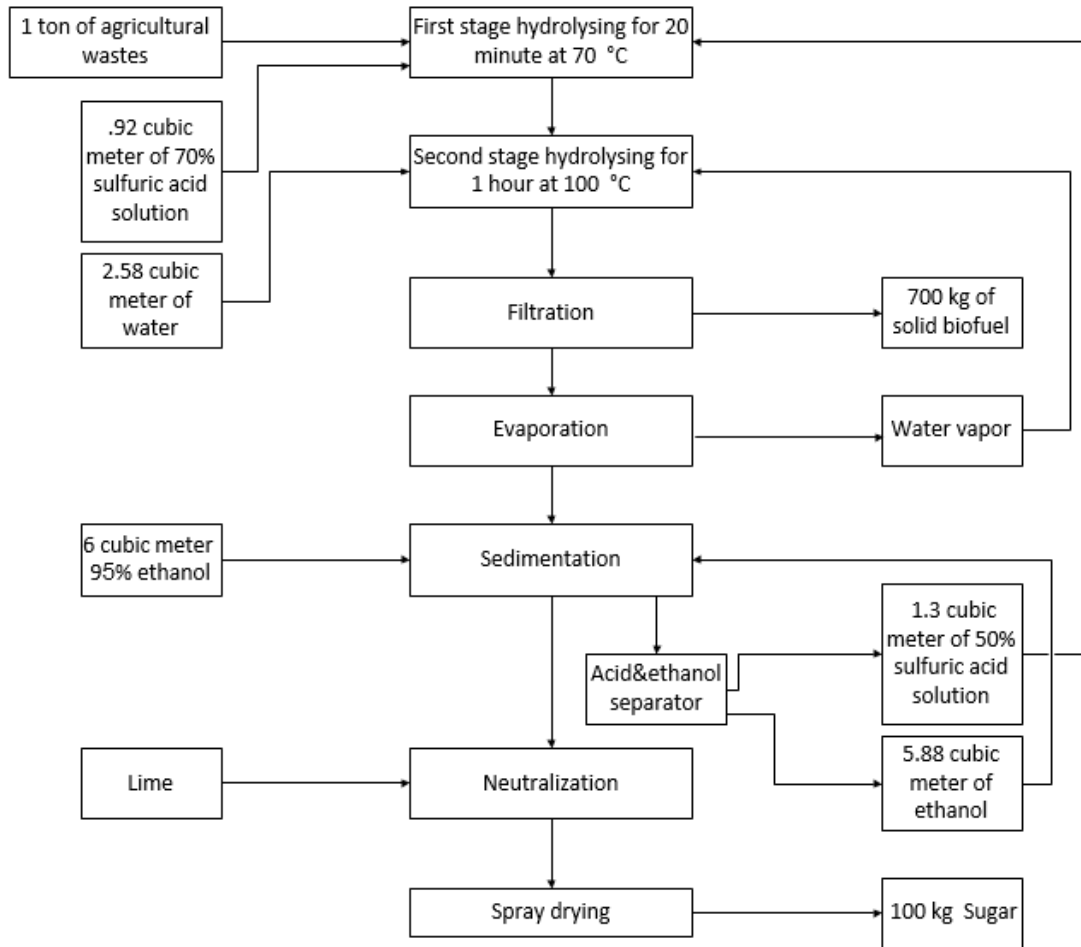 1 ton of agricultural
wastes
First stage hydrolysing for 20
minute at 70 °C
.92 cubic
meter of 70%
sulfuric acid
solution
Second stage hydrolysing for
1 hour at 100 °C
2.58 cubic
meter of
water
Filtration
700 kg of
solid biofuel
Evaporation
Water vapor
6 cubic meter
95% ethanol
Sedimentation
1.3 cubic
meter of 50%
sulfuric acid
solution
Acid&ethanol
separator
Lime
Neutralization
5.88 cubic
meter of
ethanol
Spray drying
100 kg Sugar